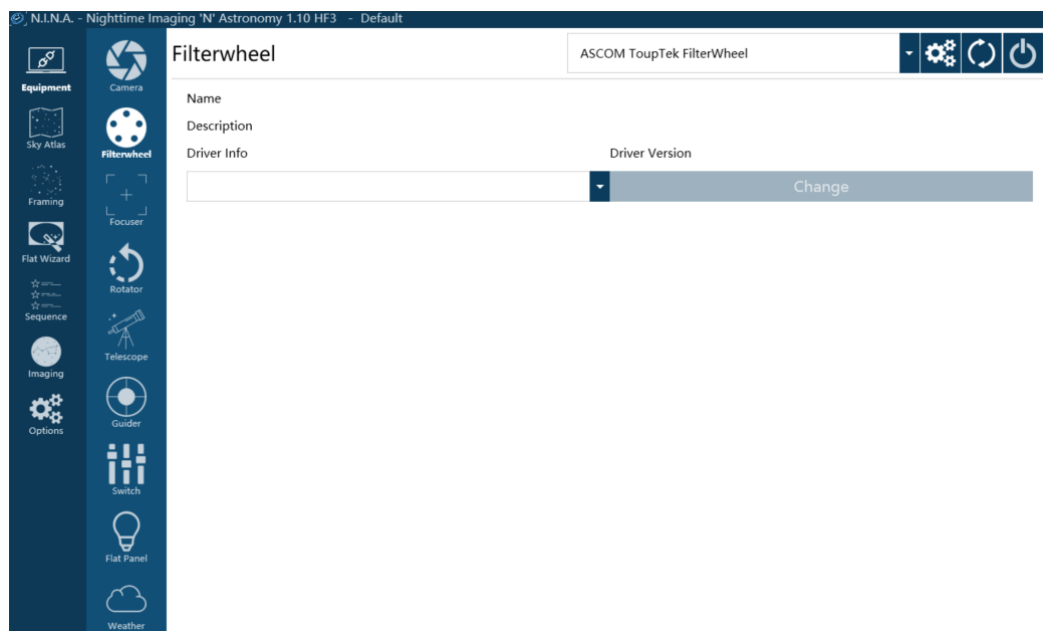 N.I.N.A. - Nighttime Imaging 'N' Astronomy 1.10 HF3 - Default
Equipment
Sky Atlas
Framing
Flat Wizard
Sequence
Imaging
Options
Camera
Filterwheel
Focuser
Rotator
Telescope
Guider
Switch
Flat Panel
Weather
Filterwheel
ASCOM ToupTek FilterWheel
Name
Description
Driver Info
Driver Version
Change